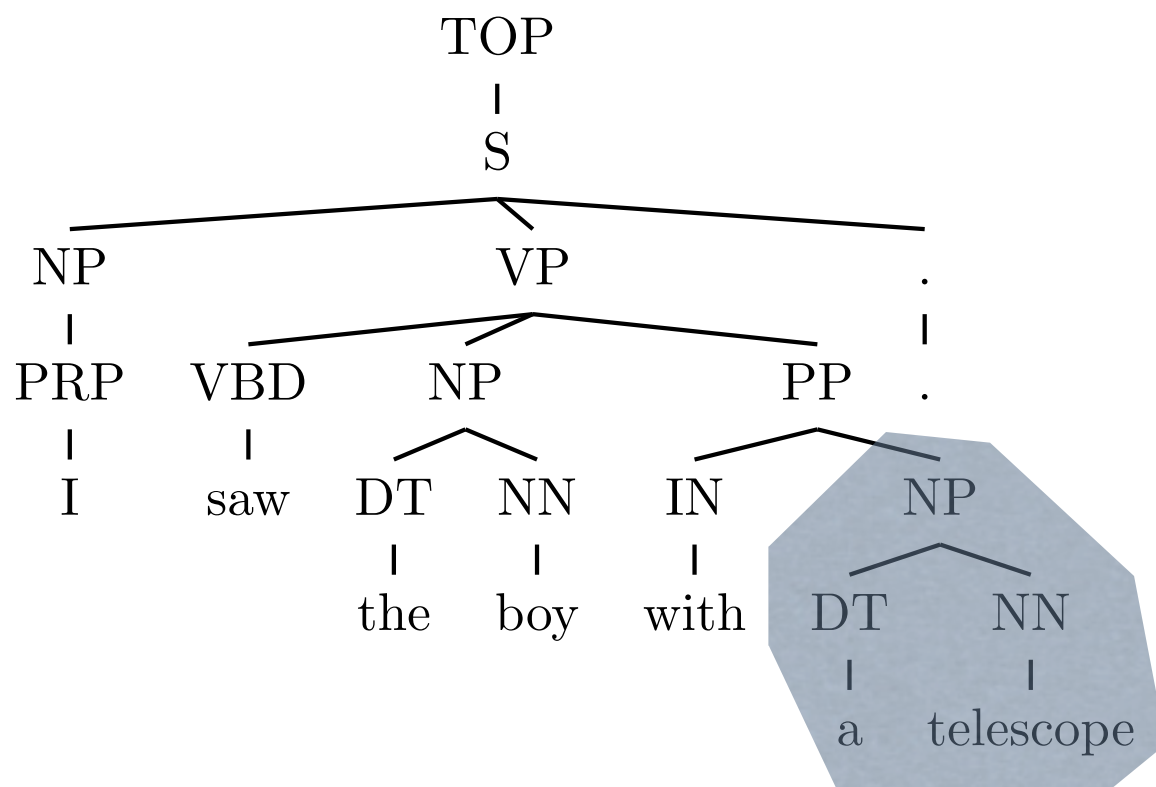 TOP
S
NP VP .
PRP VBD NP PP .
I saw DT NN IN NP
the boy with DT NN
a telescope